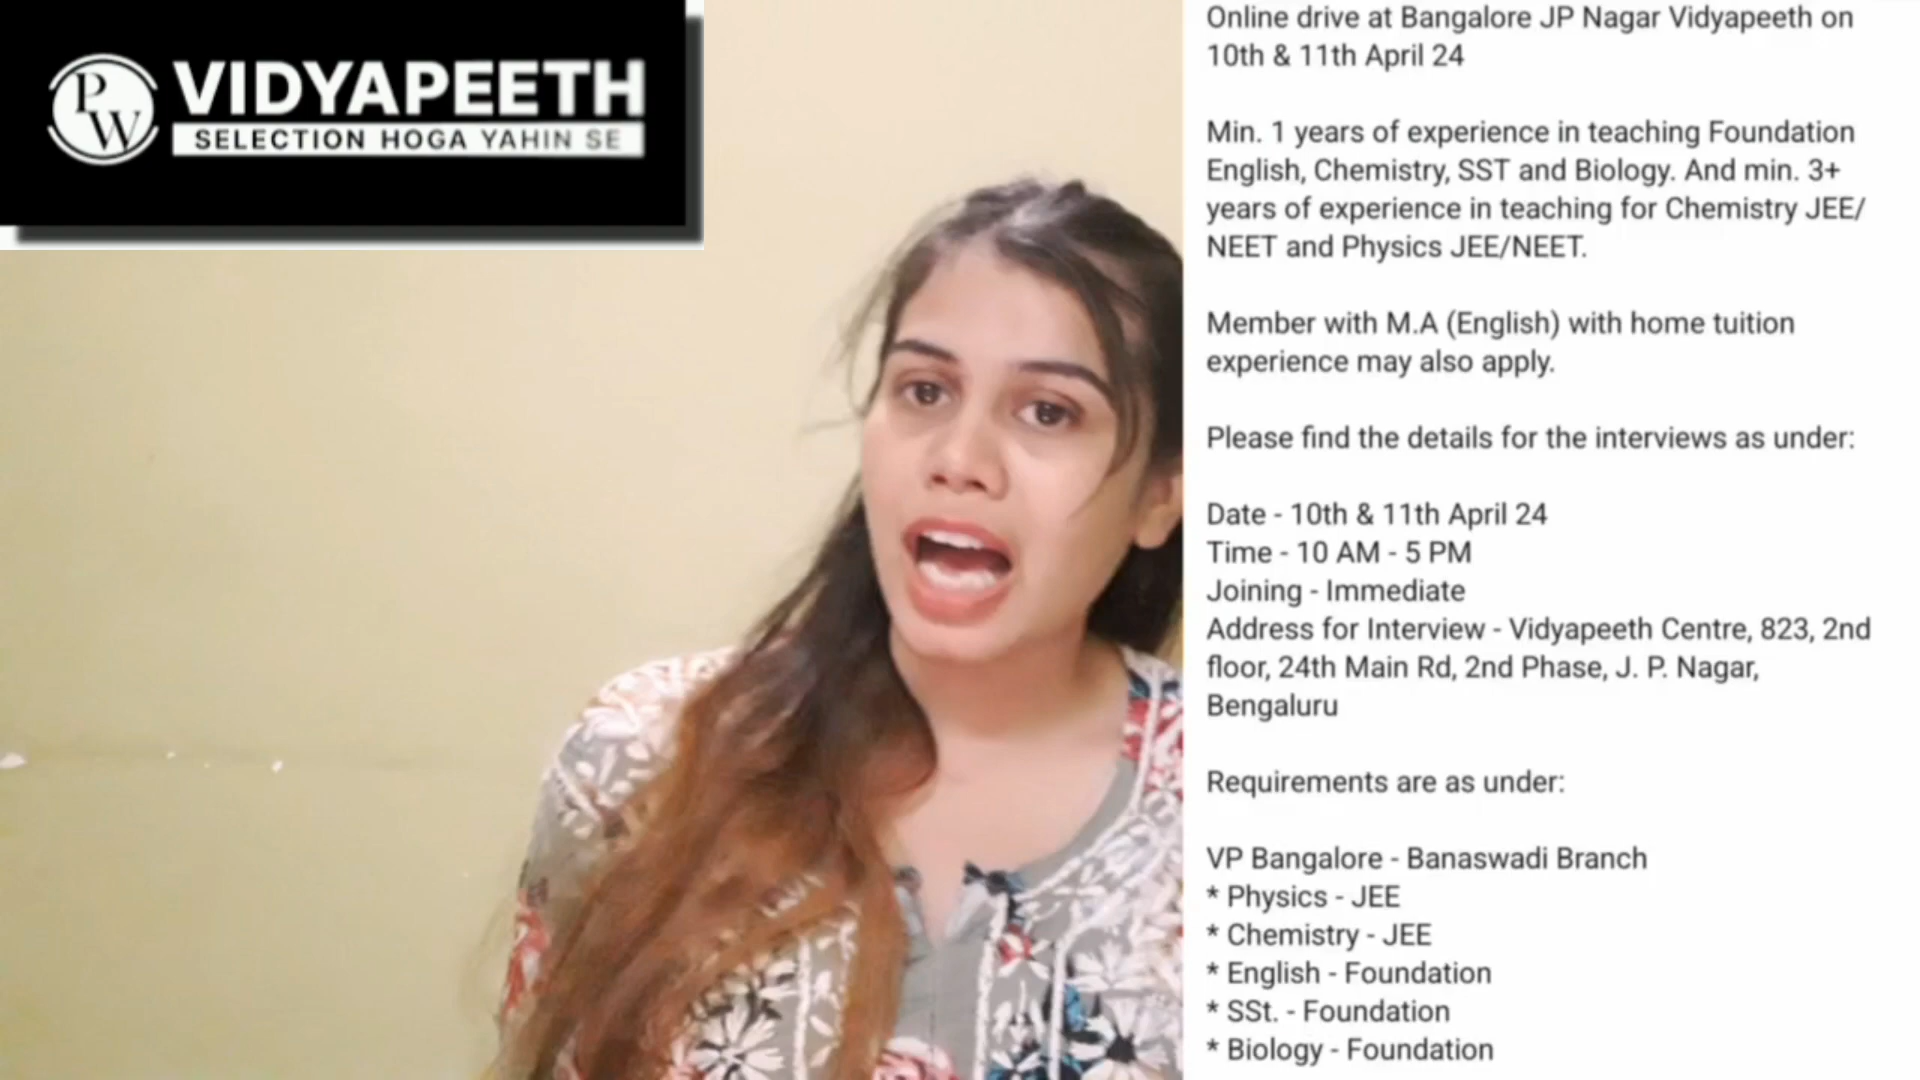 PW
VIDYAPEETH
SELECTION HOGA YAHIN SE
Online drive at Bangalore JP Nagar Vidyapeeth on
10th & 11th April 24
Min. 1 years of experience in teaching Foundation
English, Chemistry, SST and Biology. And min. 3+
years of experience in teaching for Chemistry JEE/
NEET and Physics JEE/NEET.
Member with M.A (English) with home tuition
experience may also apply.
Please find the details for the interviews as under:
Date - 10th & 11th April 24
Time - 10 AM - 5 PM
Joining - Immediate
Address for Interview - Vidyapeeth Centre, 823, 2nd
floor, 24th Main Rd, 2nd Phase, J. P. Nagar,
Bengaluru
Requirements are as under:
VP Bangalore - Banaswadi Branch
* Physics - JEE
* Chemistry - JEE
* English - Foundation
* SSt. - Foundation
* Biology - Foundation